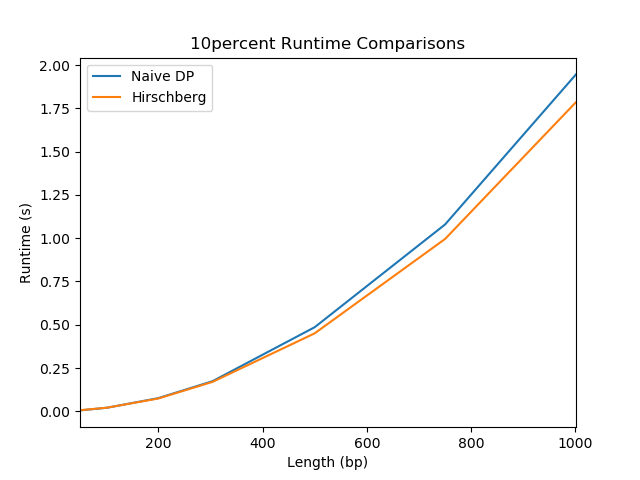 10percent Runtime Comparisons
Naive DP
Hirschberg
Runtime (s)
2.00
1.75
1.50
1.25
1.00
0.75
0.50
0.25
0.00
200 400 600 800 1000
Length (bp)